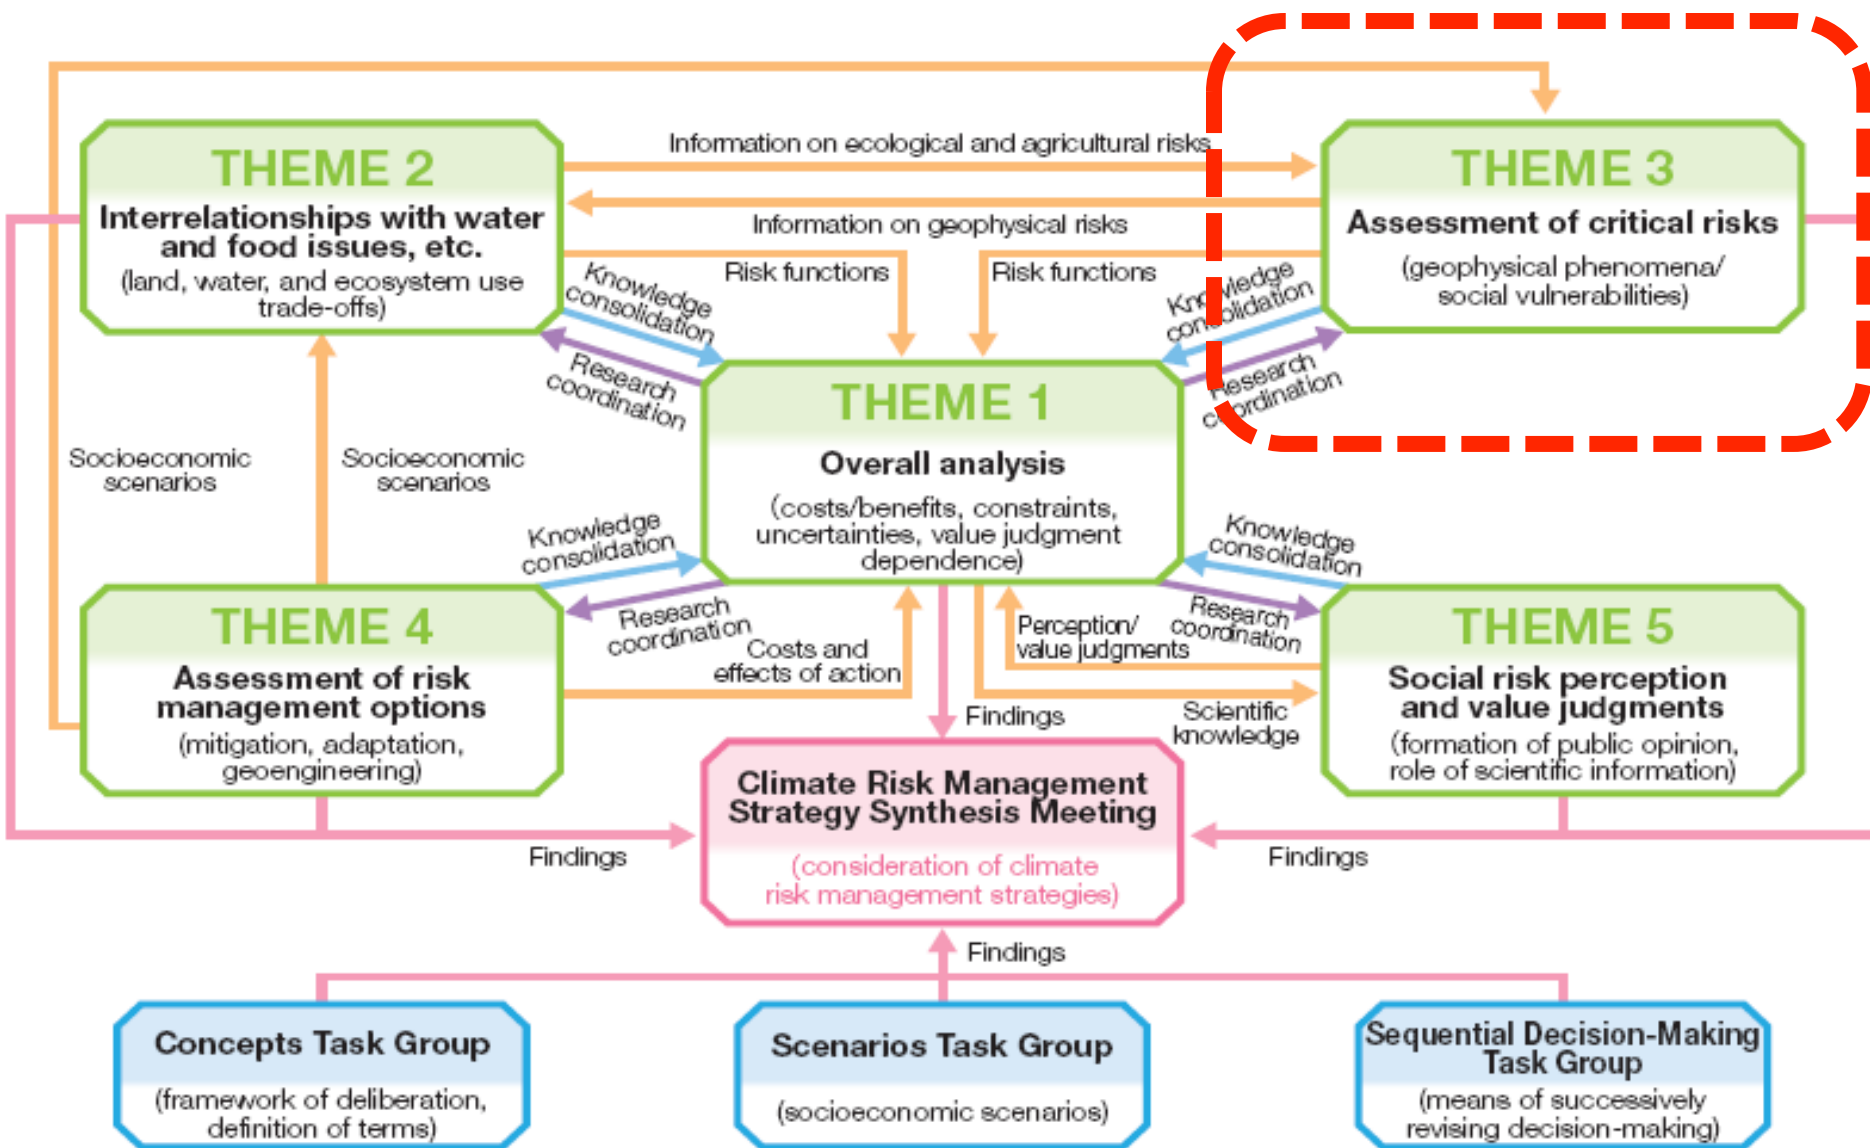 Information on ecological and agricultural risks
THEME 2
Interrelationships with water
and food issues, etc.
(land, water, and ecosystem use
trade-offs)
THEME 3
Assessment of critical risks
(geophysical phenomena/
social vulnerabilities)
Information on geophysical risks
Risk functions
Risk functions
Knowledge
consolidation
Knowledge
consolidation
Research
coordination
Research
coordination
THEME 1
Overall analysis
(costs/benefits, constraints,
uncertainties, value judgment
dependence)
Socioeconomic
scenarios
Socioeconomic
scenarios
Knowledge
consolidation
Knowledge
consolidation
Research
coordination
Research
coordination
THEME 4
Assessment of risk
management options
(mitigation, adaptation,
geoengineering)
Costs and
effects of action
Perception/
value judgments
THEME 5
Social risk perception
and value judgments
(formation of public opinion,
role of scientific information)
Findings
Scientific
knowledge
Climate Risk Management
Strategy Synthesis Meeting
(consideration of climate
risk management strategies)
Findings
Findings
Findings
Concepts Task Group
(framework of deliberation,
definition of terms)
Scenarios Task Group
(socioeconomic scenarios)
Sequential Decision-Making
Task Group
(means of successively
revising decision-making)